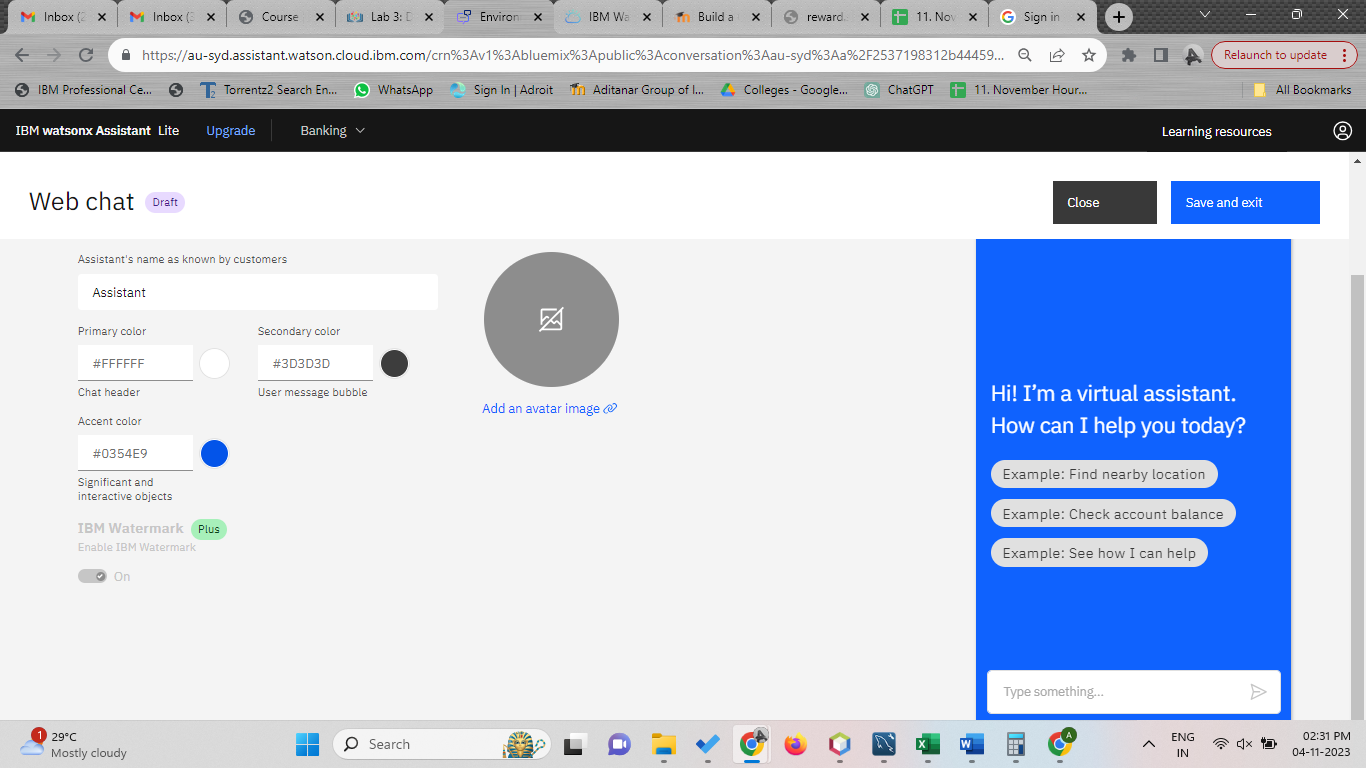 Inbox (2
Inbox (3
Course
Lab 3: D
Environ
IBM Wa
Build a
reward.
11. Nov
Sign in
https://au-syd.assistant.watson.cloud.ibm.com/crn%3Av1%3Abluemix%3Apublic%3Aconversation%3Aau-syd%3Aa%2F2537198312b44459...
Relaunch to update
IBM Professional Ce...
Torrentz2 Search En...
WhatsApp
Sign In | Adroit
Aditanar Group of I...
Colleges - Google...
ChatGPT
11. November Hour...
All Bookmarks
IBM watsonx Assistant Lite
Upgrade
Banking
Learning resources
Web chat
Draft
Close
Save and exit
Assistant's name as known by customers
Assistant
Primary color
Secondary color
#FFFFFF
#3D3D3D
Chat header
User message bubble
Add an avatar image
Accent color
#0354E9
Significant and
interactive objects
IBM Watermark
Plus
Enable IBM Watermark
On
Hi! I'm a virtual assistant.
How can I help you today?
Example: Find nearby location
Example: Check account balance
Example: See how I can help
Type something...
1
29°C
Mostly cloudy
Search
A
ENG
IN
02:31 PM
04-11-2023